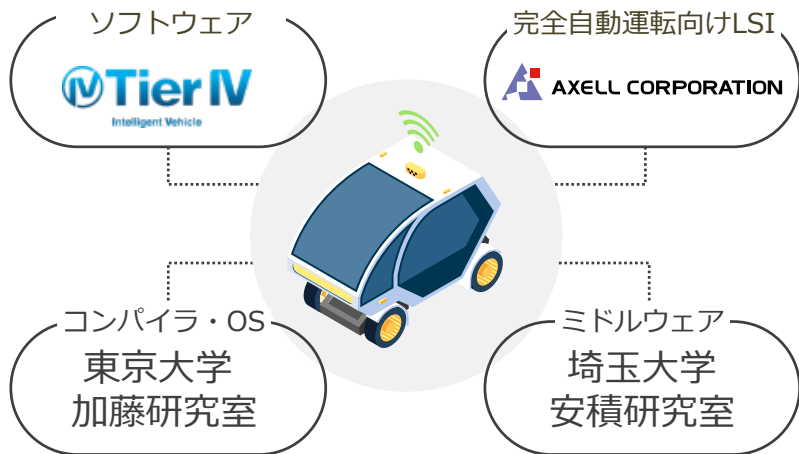 ソフトウェア
IV Tier IV
Intelligent Vehicle
完全自動運転向けLSI
AXELL CORPORATION
コンパイラ・OS
東京大学
加藤研究室
ミドルウェア
埼玉大学
安積研究室